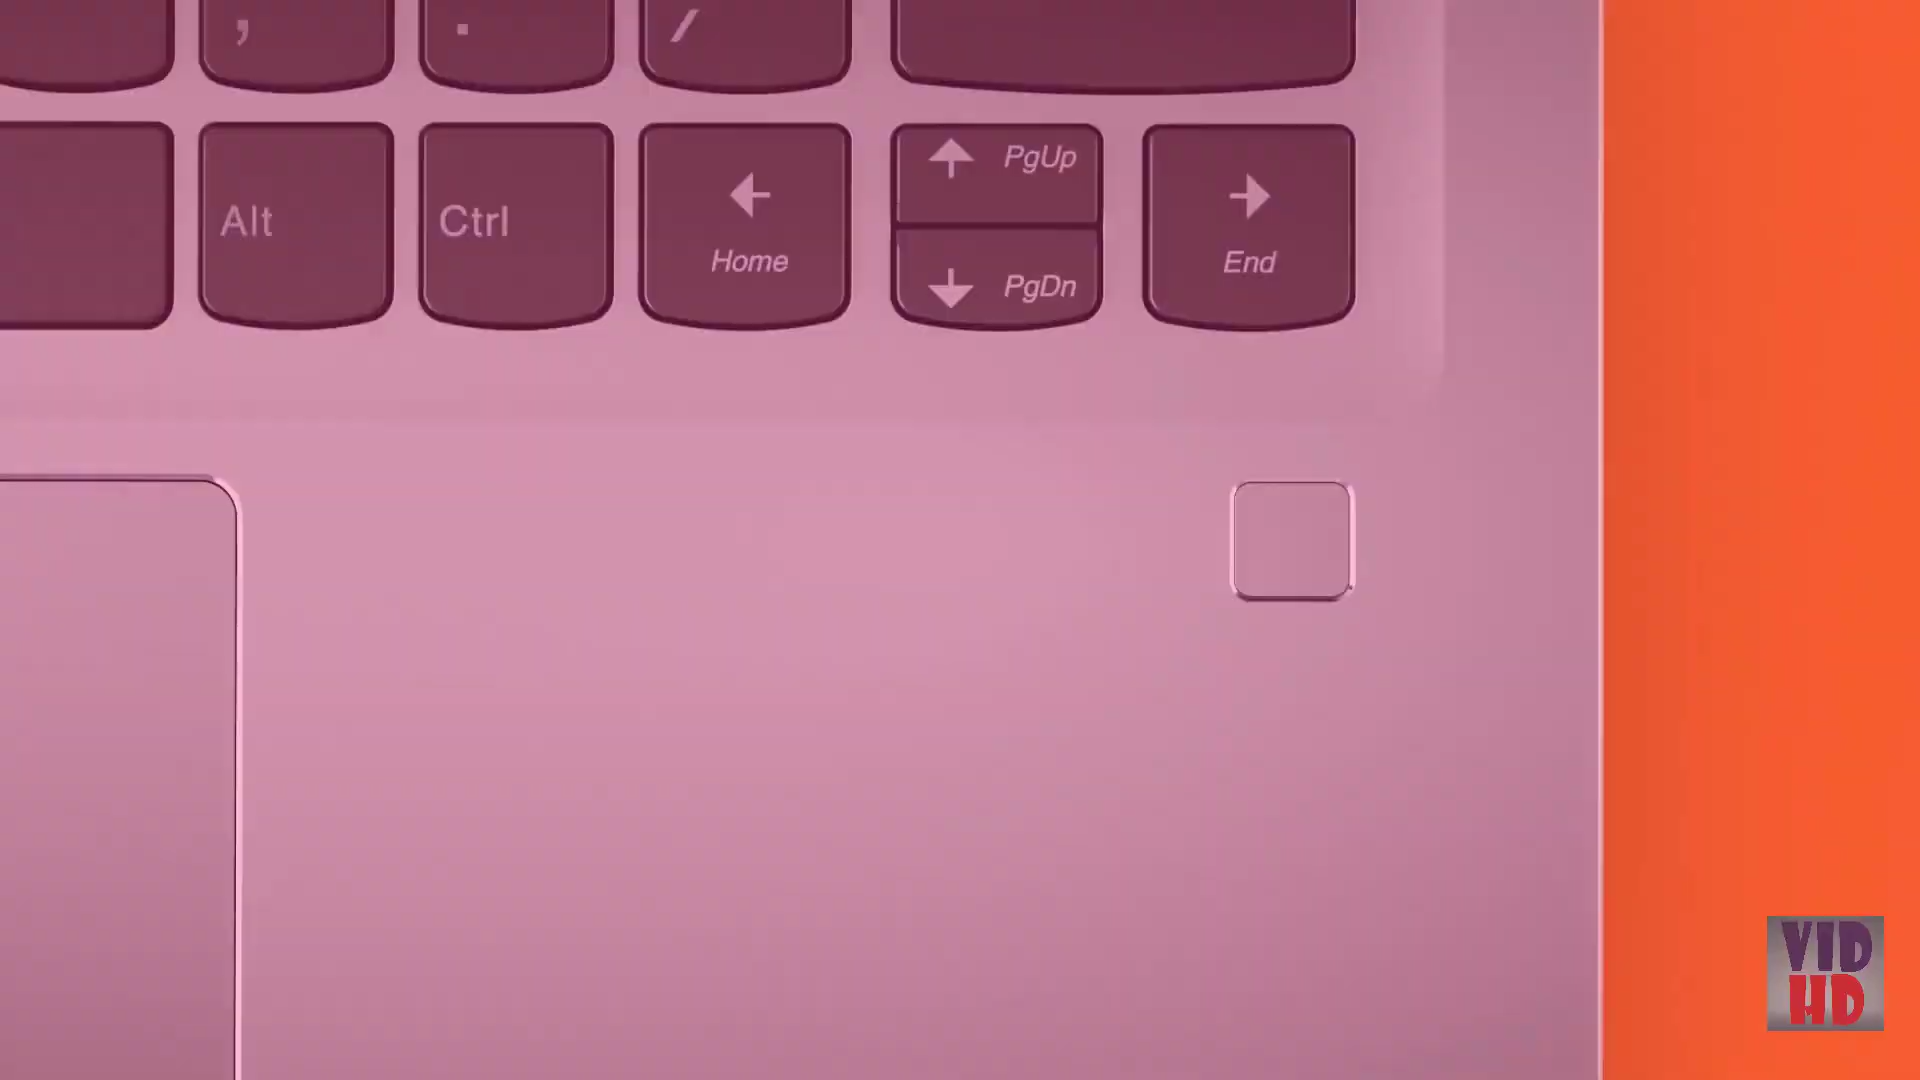 , . /
Alt Ctrl ← Home ↑ PgUp → End
↓ PgDn
VID
HD